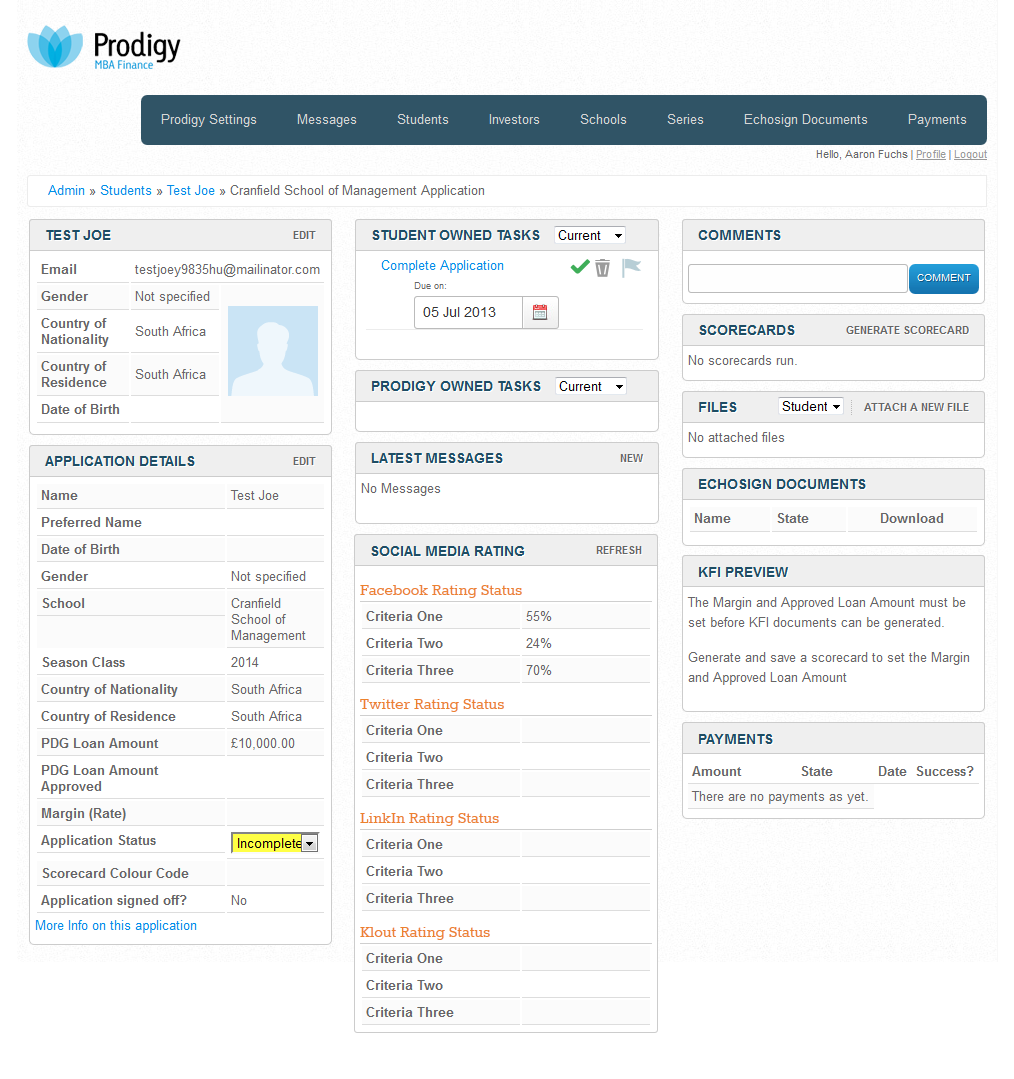 Prodigy
MBA Finance
Prodigy Settings Messages Students Investors Schools Series Echosign Documents Payments
Hello, Aaron Fuchs | Profile | Logout
Admin » Students » Test Joe » Cranfield School of Management Application
TEST JOE EDIT
Email testjoey9835hu@mailinator.com
Gender Not specified
Country of
Nationality South Africa
Country of
Residence South Africa
Date of Birth
APPLICATION DETAILS EDIT
Name Test Joe
Preferred Name
Date of Birth
Gender Not specified
School Cranfield
School of
Management
Season Class 2014
Country of Nationality South Africa
Country of Residence South Africa
PDG Loan Amount £10,000.00
PDG Loan Amount
Approved
Margin (Rate)
Application Status Incomplete
Scorecard Colour Code
Application signed off? No
More Info on this application
STUDENT OWNED TASKS Current
Complete Application
Due on:
05 Jul 2013
PRODIGY OWNED TASKS Current
LATEST MESSAGES NEW
No Messages
SOCIAL MEDIA RATING REFRESH
Facebook Rating Status
Criteria One 55%
Criteria Two 24%
Criteria Three 70%
Twitter Rating Status
Criteria One
Criteria Two
Criteria Three
LinkIn Rating Status
Criteria One
Criteria Two
Criteria Three
Klout Rating Status
Criteria One
Criteria Two
Criteria Three
COMMENTS
COMMENT
SCORECARDS GENERATE SCORECARD
No scorecards run.
FILES Student ATTACH A NEW FILE
No attached files
ECHOSIGN DOCUMENTS
Name State Download
KFI PREVIEW
The Margin and Approved Loan Amount must be
set before KFI documents can be generated.
Generate and save a scorecard to set the Margin
and Approved Loan Amount
PAYMENTS
Amount State Date Success?
There are no payments as yet.